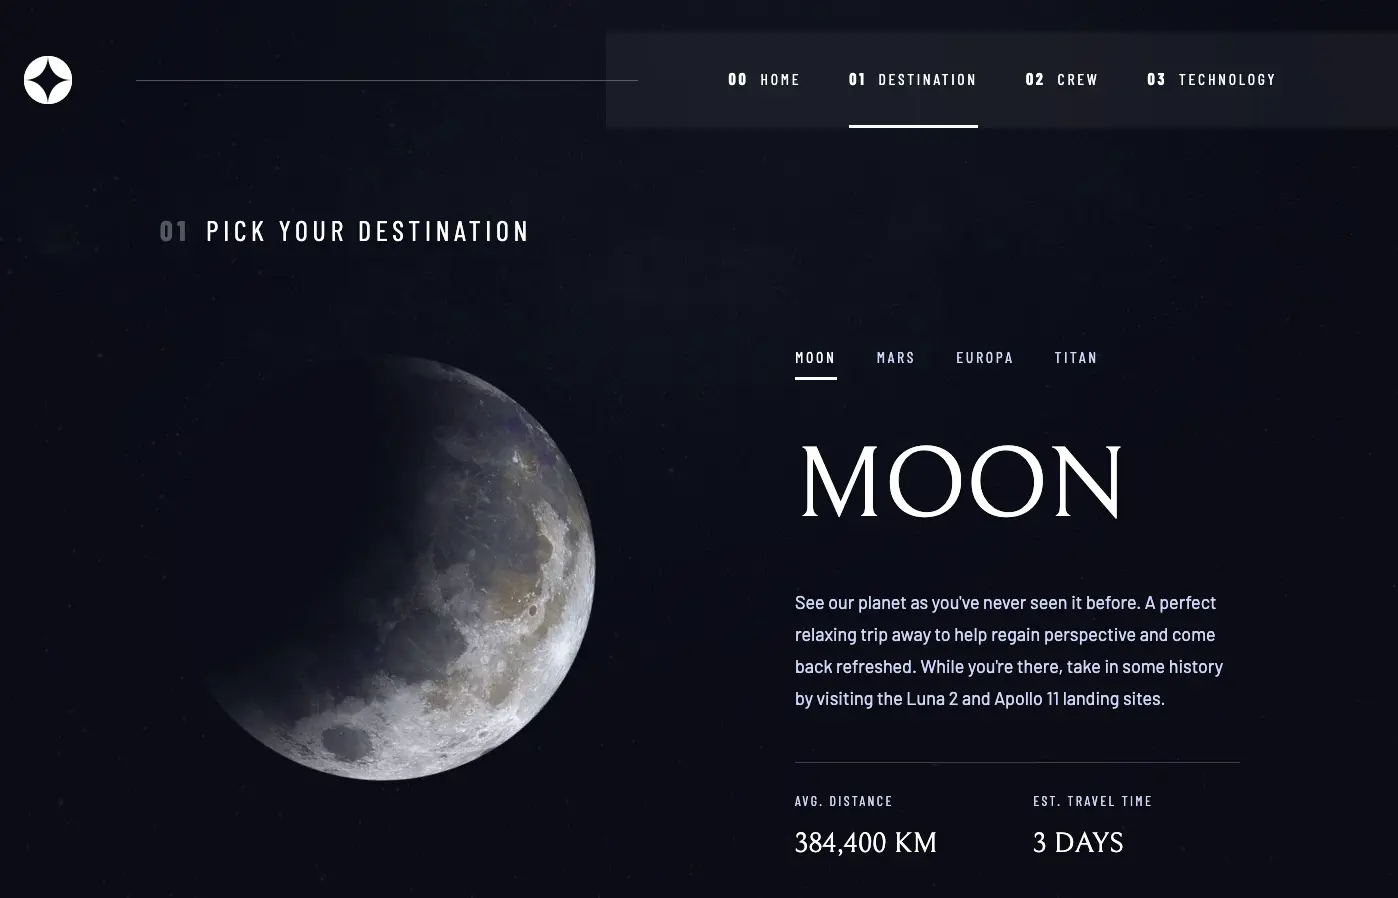 00 HOME 01 DESTINATION 02 CREW 03 TECHNOLOGY
01 PICK YOUR DESTINATION
MOON MARS EUROPA TITAN
MOON
See our planet as you've never seen it before. A perfect
relaxing trip away to help regain perspective and come
back refreshed. While you're there, take in some history
by visiting the Luna 2 and Apollo 11 landing sites.
AVG. DISTANCE
384,400 KM
EST. TRAVEL TIME
3 DAYS